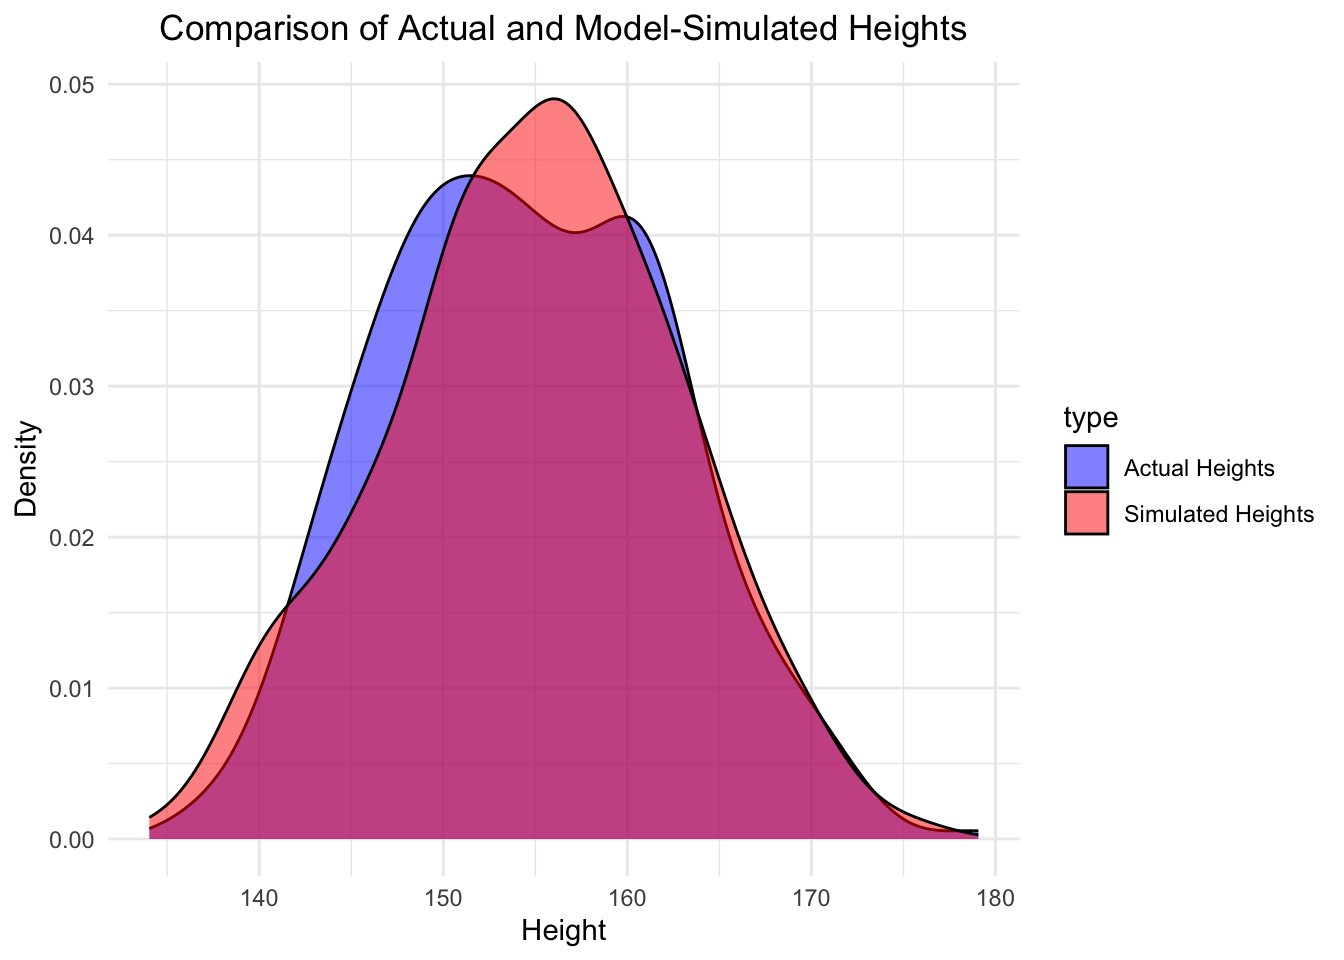 Comparison of Actual and Model-Simulated Heights
0.05
0.04
0.03
0.02
0.01
0.00
Density
140 150 160 170 180
Height
type
Actual Heights
Simulated Heights